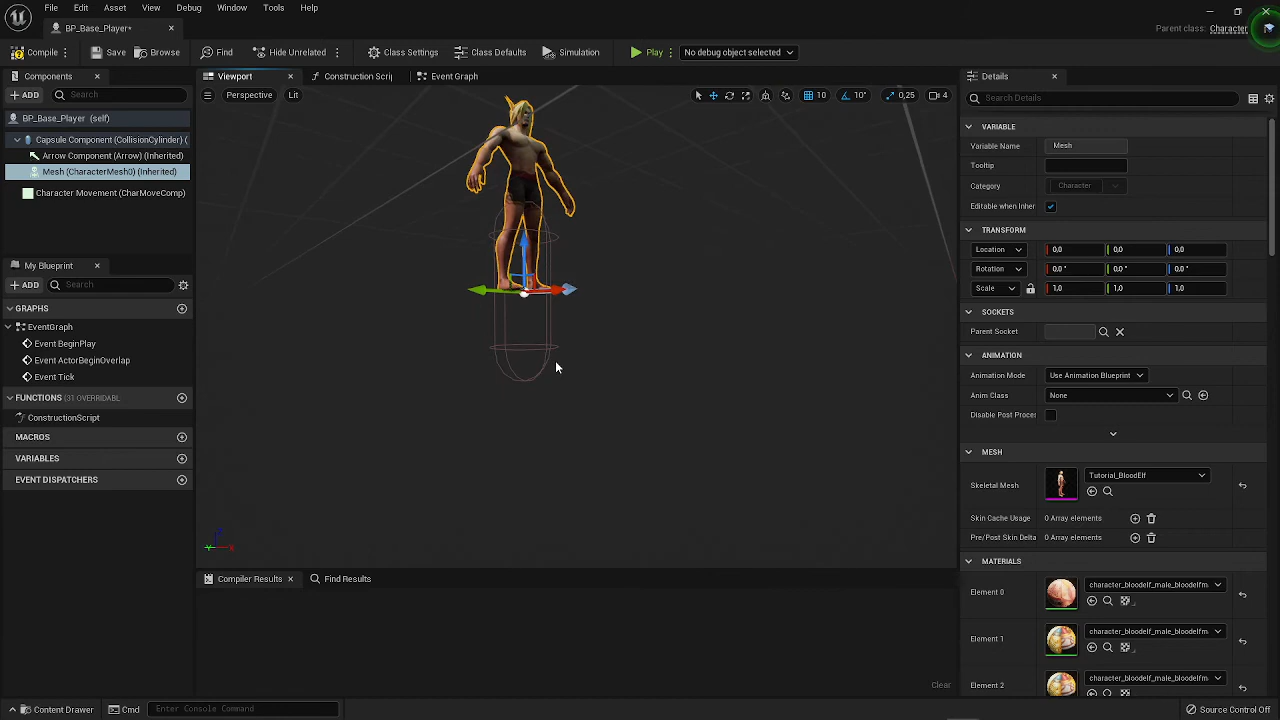 File Edit Asset View Debug Window Tools Help
BP_Base_Player*
Parent class: Character
Compile Save Browse Find Hide Unrelated Class Settings Class Defaults Simulation Play No debug object selected
Components
ADD Search
BP_Base_Player (self)
Capsule Component (CollisionCylinder) (
Arrow Component (Arrow) (Inherited)
Mesh (CharacterMesh0) (Inherited)
Character Movement (CharMoveComp)
My Blueprint
ADD Search
GRAPHS
EventGraph
Event BeginPlay
Event ActorBeginOverlap
Event Tick
FUNCTIONS (31 OVERRIDABL
ConstructionScript
MACROS
VARIABLES
EVENT DISPATCHERS
Viewport Construction Scrip Event Graph
Perspective Lit 10 10° 0,25 4
Z
Y X
Compiler Results Find Results
Clear
Details
Search Details
VARIABLE
Variable Name Mesh
Tooltip
Category Character
Editable when Inher
TRANSFORM
Location 0,0 0,0 0,0
Rotation 0,0 ° 0,0 ° 0,0 °
Scale 1,0 1,0 1,0
SOCKETS
Parent Socket
ANIMATION
Animation Mode Use Animation Blueprint
Anim Class None
Disable Post Proces
MESH
Skeletal Mesh Tutorial_BloodElf
Skin Cache Usage 0 Array elements
Pre/Post Skin Delta 0 Array elements
MATERIALS
Element 0 character_bloodelf_male_bloodelfm
Element 1 character_bloodelf_male_bloodelfm
Element 2 character_bloodelf_male_bloodelfm
Content Drawer Cmd Enter Console Command Source Control Off